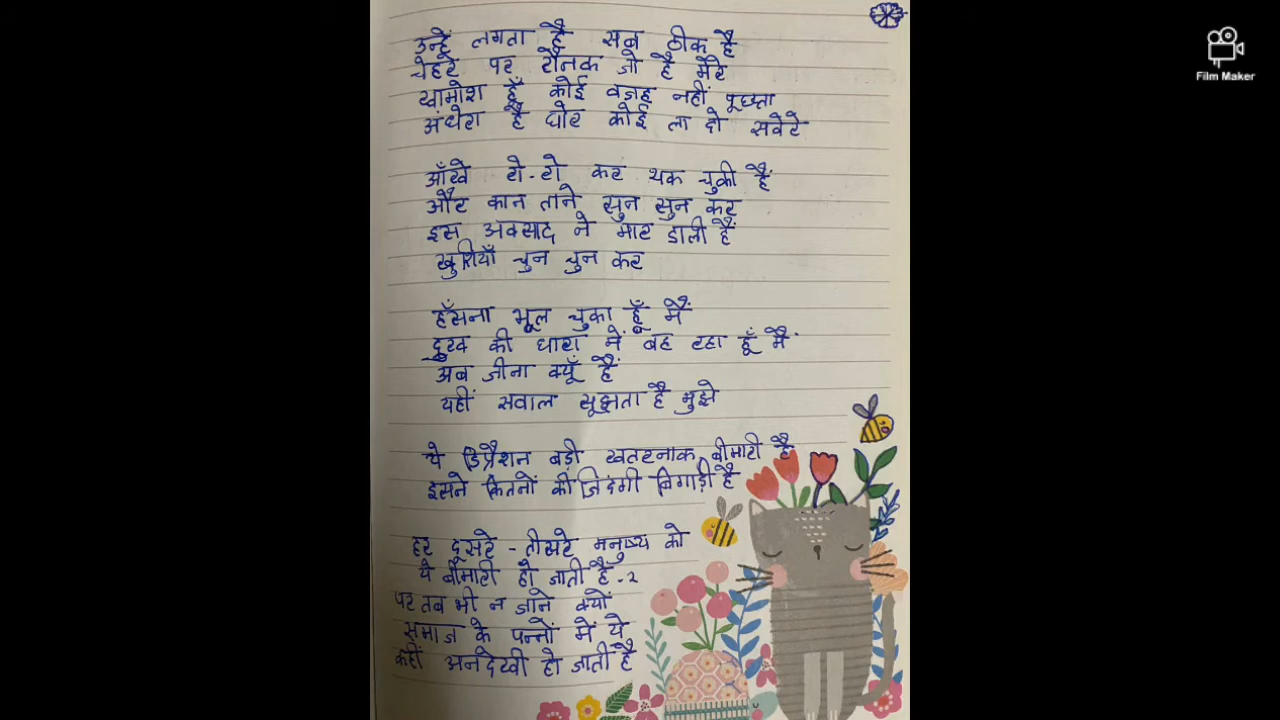 उन्हें लगता है सब ठीक है
चेहरे पर रौनक जो है मेरे
खामोश हूँ कोई वजह नहीं पूछता
अंधेरा है घोर कोई ला दो सवेरे
आँखे रो-रो कर थक चुकी हैं
और कान ताने सुन सुन कर
इस अवसाद ने मार डाली हैं
खुशियाँ चुन चुन कर
हँसना भूल चुका हूँ मैं
दुःख की धारा में बह रहा हूँ मैं
अब जीना क्यूँ हैं
यहीं सवाल सूझता है मुझे
ये डिप्रैशन बड़ी खतरनाक बीमारी है
इसने कितनों की जिंदगी बिगाड़ी है
हर दूसरे - तीसरे मनुष्य को
ये बीमारी हो जाती है - २
पर तब भी न जाने क्यों
समाज के पन्नों में ये
कहीं अनदेखी हो जाती है
Film Maker